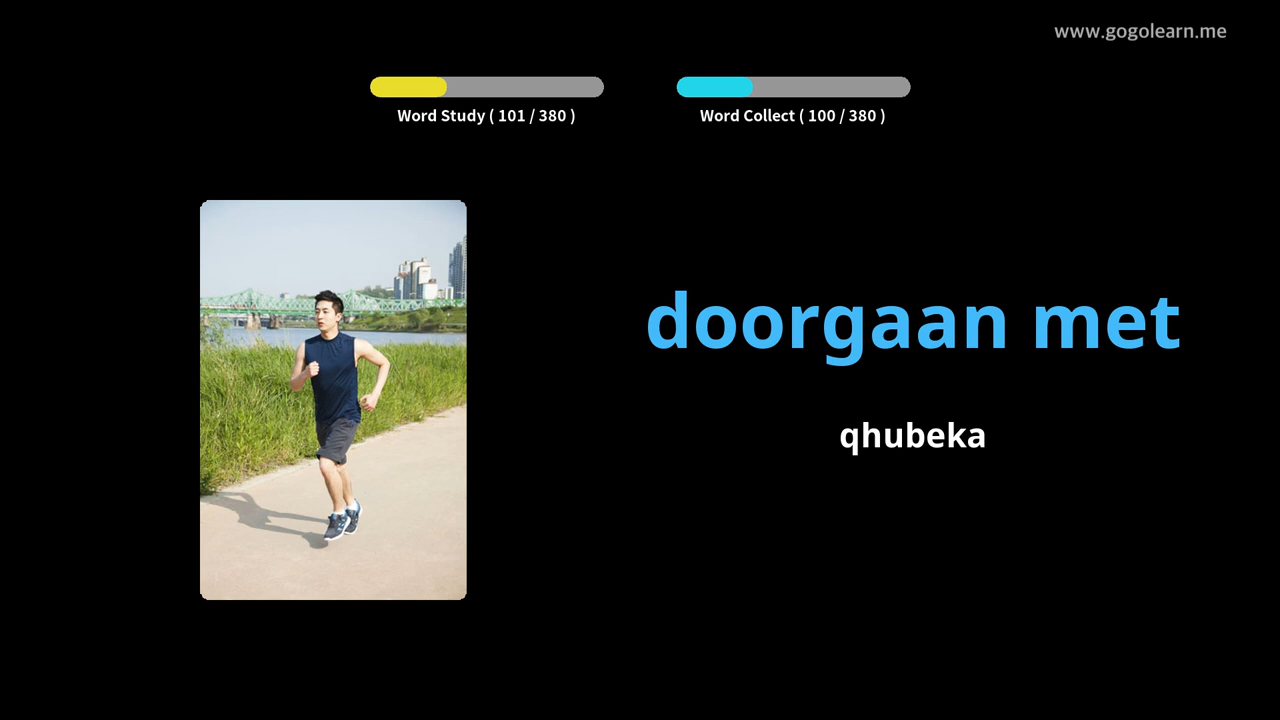 www.gogolearn.me
Word Study ( 101 / 380 )
Word Collect ( 100 / 380 )
doorgaan met
qhubeka